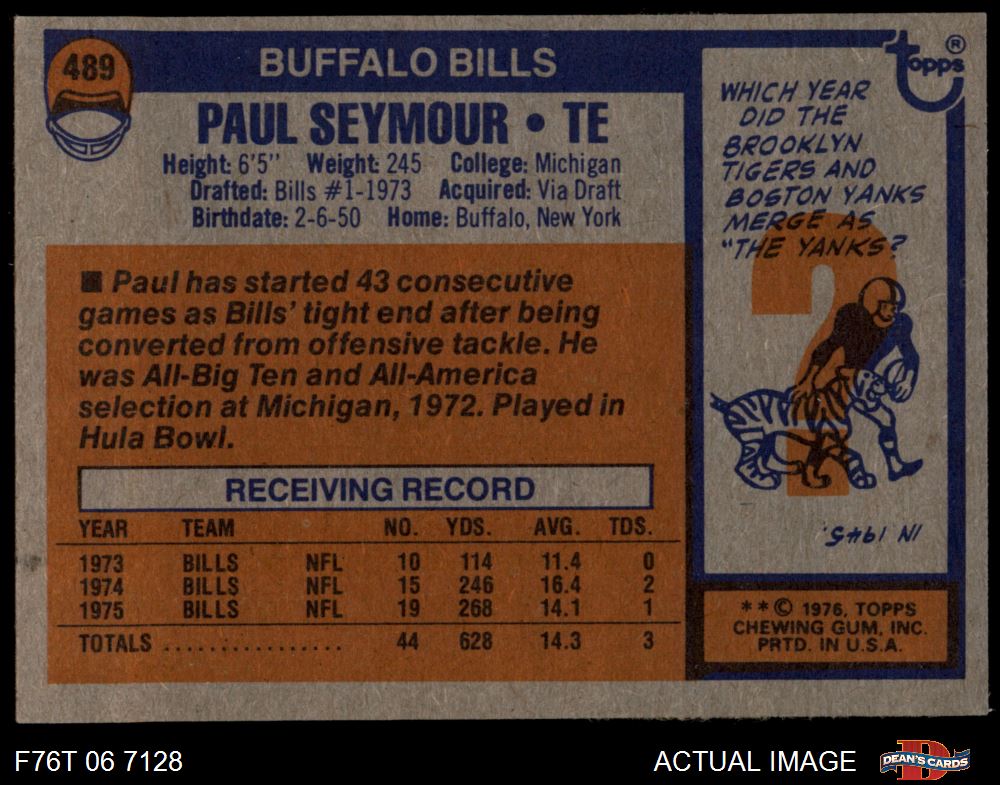 489
BUFFALO BILLS
PAUL SEYMOUR • TE
Height: 6'5" Weight: 245 College: Michigan
Drafted: Bills #1-1973 Acquired: Via Draft
Birthdate: 2-6-50 Home: Buffalo, New York
■ Paul has started 43 consecutive
games as Bills' tight end after being
converted from offensive tackle. He
was All-Big Ten and All-America
selection at Michigan, 1972. Played in
Hula Bowl.
RECEIVING RECORD
YEAR TEAM NO. YDS. AVG. TDS.
1973 BILLS NFL 10 114 11.4 0
1974 BILLS NFL 15 246 16.4 2
1975 BILLS NFL 19 268 14.1 1
TOTALS ................ 44 628 14.3 3
topps ®
WHICH YEAR
DID THE
BROOKLYN
TIGERS AND
BOSTON YANKS
MERGE AS
"THE YANKS?
?
IN 1945.
**© 1976, TOPPS
CHEWING GUM, INC.
PRTD. IN U.S.A.
F76T 06 7128
ACTUAL IMAGE
D
DEAN'S CARDS